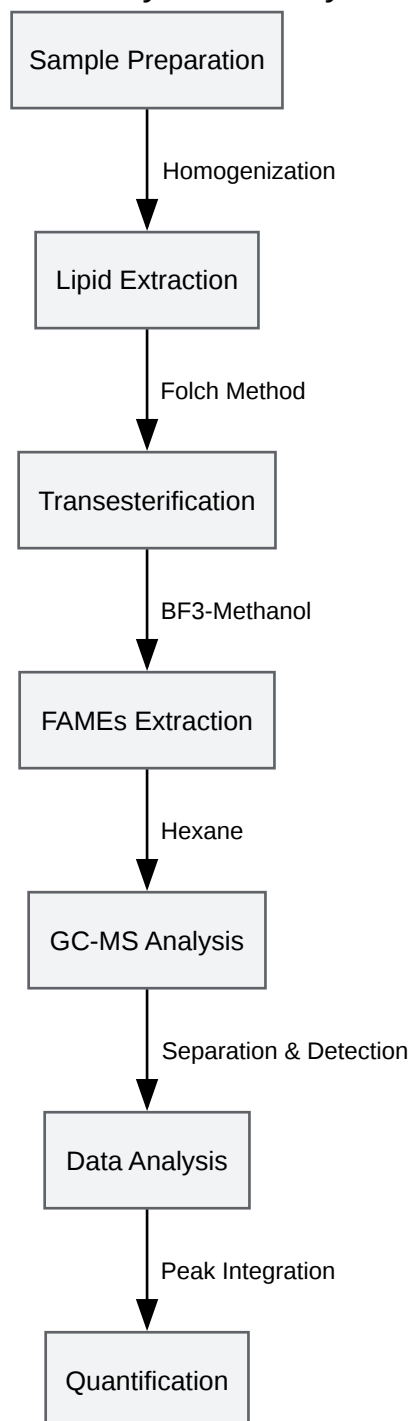 Sample Preparation
Homogenization
Lipid Extraction
Folch Method
Transesterification
BF3-Methanol
FAMEs Extraction
Hexane
GC-MS Analysis
Separation & Detection
Data Analysis
Peak Integration
Quantification